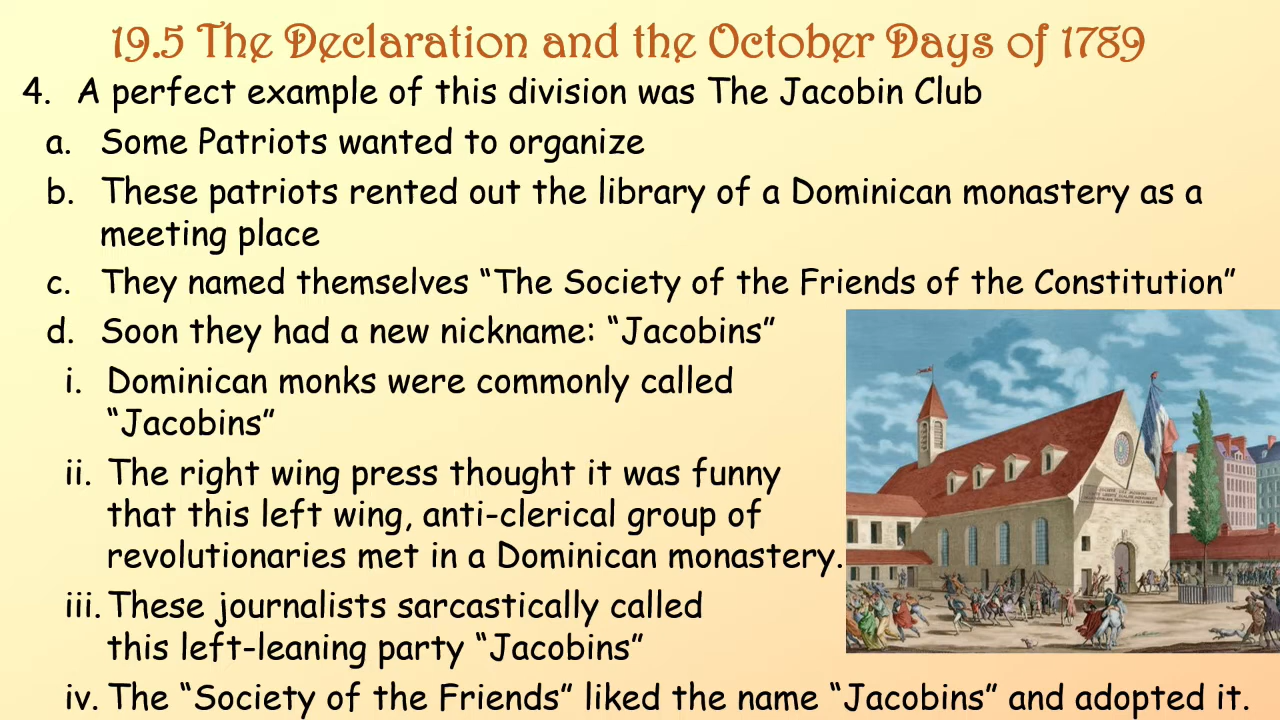 19.5 The Declaration and the October Days of 1789
4. A perfect example of this division was The Jacobin Club
a. Some Patriots wanted to organize
b. These patriots rented out the library of a Dominican monastery as a
meeting place
c. They named themselves “The Society of the Friends of the Constitution”
d. Soon they had a new nickname: “Jacobins”
i. Dominican monks were commonly called
“Jacobins”
ii. The right wing press thought it was funny
that this left wing, anti-clerical group of
revolutionaries met in a Dominican monastery.
iii. These journalists sarcastically called
this left-leaning party “Jacobins”
iv. The “Society of the Friends” liked the name “Jacobins” and adopted it.